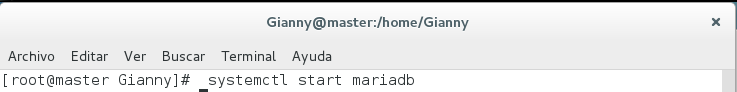 Gianny@master:/home/Gianny
Archivo Editar Ver Buscar Terminal Ayuda
[root@master Gianny]# systemctl start mariadb